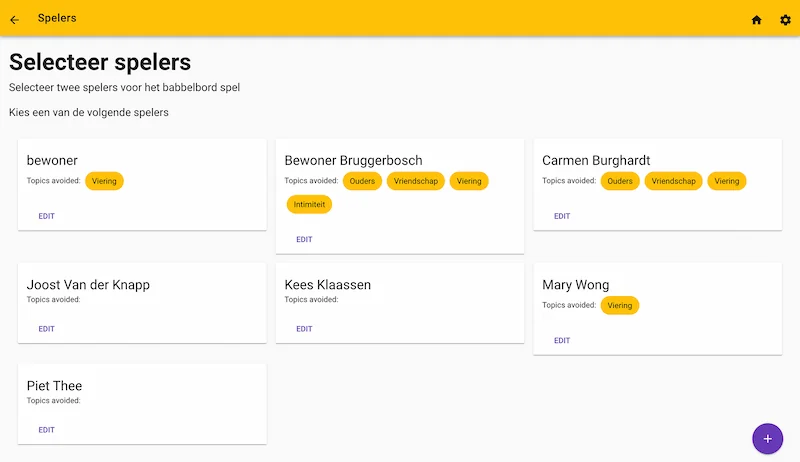 Spelers
Selecteer spelers
Selecteer twee spelers voor het babbelbord spel
Kies een van de volgende spelers
bewoner
Topics avoided: Viering
EDIT
Bewoner Bruggerbosch
Topics avoided: Ouders Vriendschap Viering
Intimiteit
EDIT
Carmen Burghardt
Topics avoided: Ouders Vriendschap Viering
EDIT
Joost Van der Knapp
Topics avoided:
EDIT
Kees Klaassen
Topics avoided:
EDIT
Mary Wong
Topics avoided: Viering
EDIT
Piet Thee
Topics avoided:
EDIT